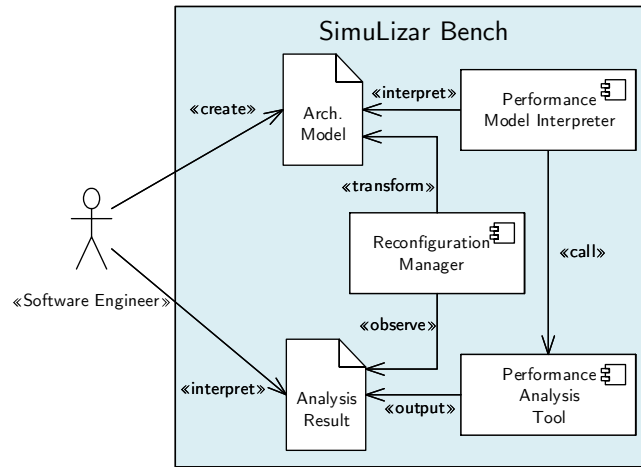 SimuLizar Bench
«create»
Arch.
Model
«interpret»
Performance
Model Interpreter
«transform»
Reconfiguration
Manager
«call»
«Software Engineer»
«observe»
«interpret»
Analysis
Result
«output»
Performance
Analysis
Tool